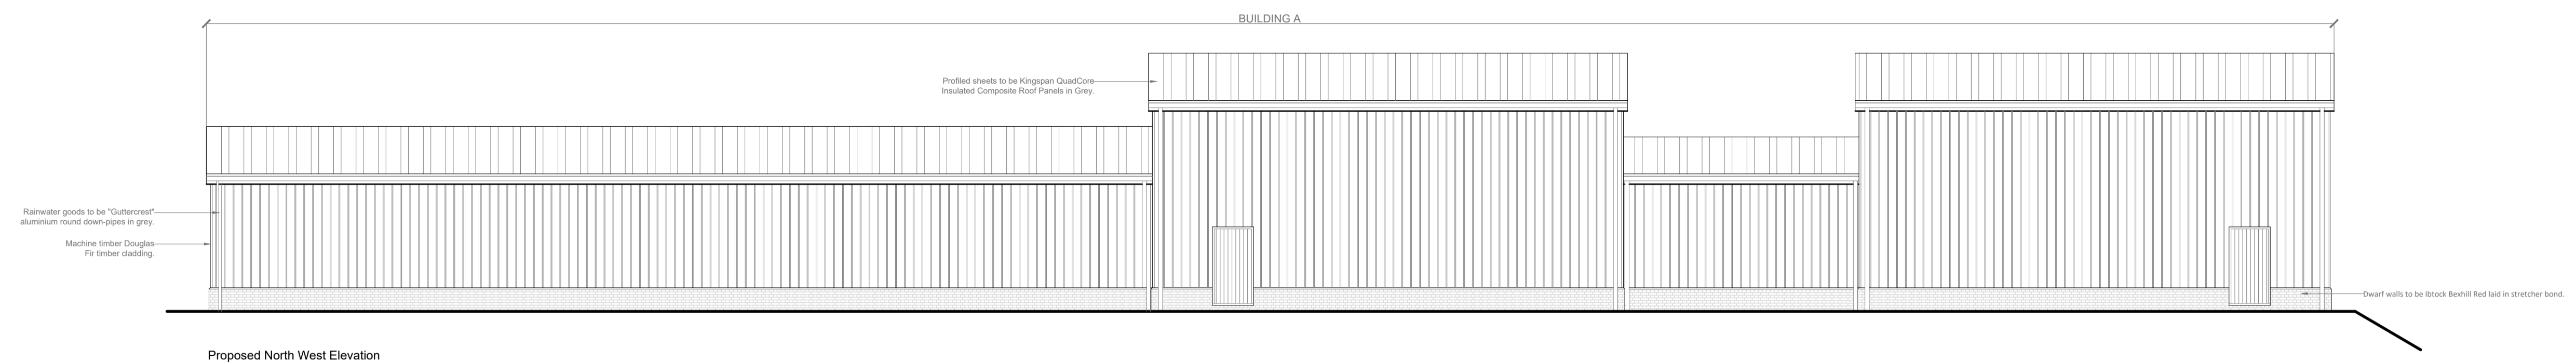 BUILDING A
Profiled sheets to be Kingspan QuadCore
Insulated Composite Roof Panels in Grey.
Rainwater goods to be "Guttercrest"
aluminium round down-pipes in grey.
Machine timber Douglas
Fir timber cladding.
Dwarf walls to be Ibtock Bexhill Red laid in stretcher bond.
Proposed North West Elevation